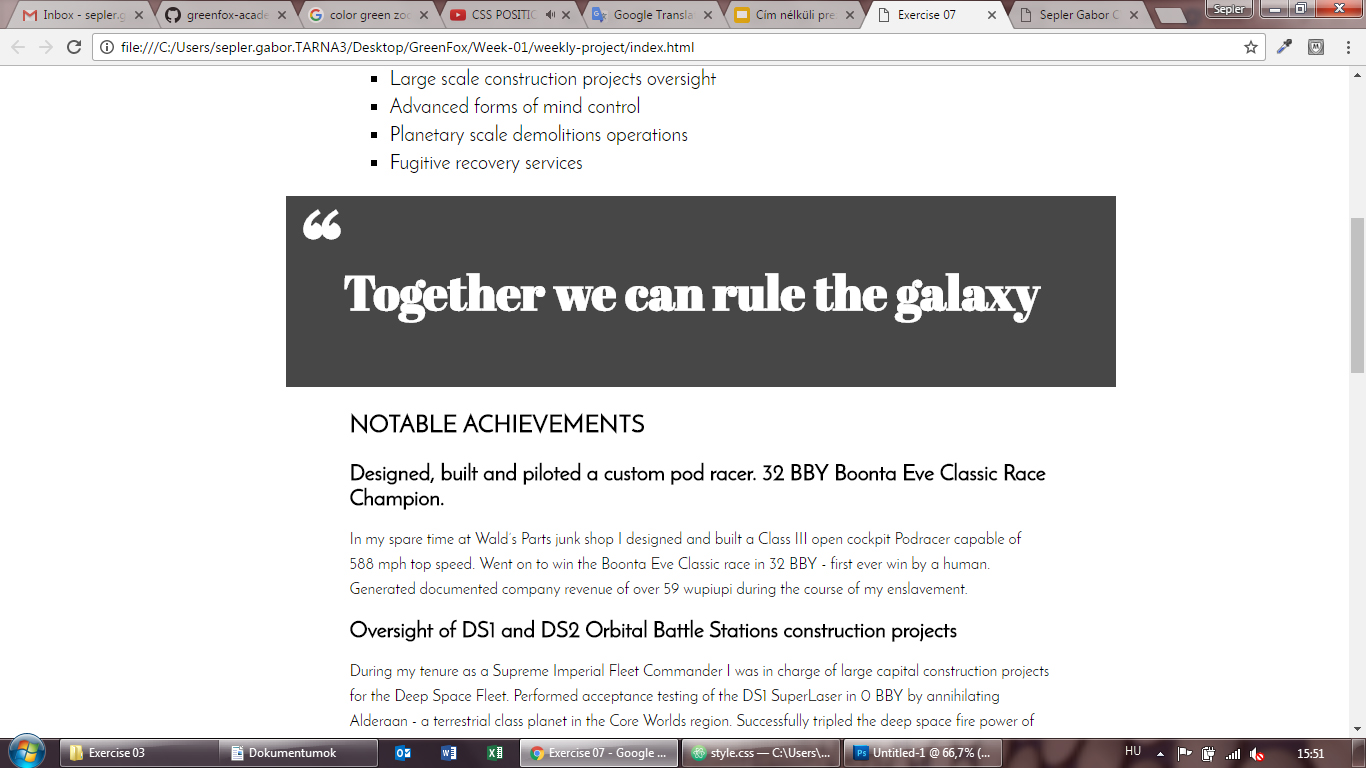 Inbox - sepler.g
greenfox-acade
color green zoo
CSS POSITIC
Google Transla
Cím nélküli pre
Exercise 07
Sepler Gabor C
Sepler
file:///C:/Users/sepler.gabor.TARNA3/Desktop/GreenFox/Week-01/weekly-project/index.html
Large scale construction projects oversight
Advanced forms of mind control
Planetary scale demolitions operations
Fugitive recovery services
“
Together we can rule the galaxy
NOTABLE ACHIEVEMENTS
Designed, built and piloted a custom pod racer. 32 BBY Boonta Eve Classic Race
Champion.
In my spare time at Wald's Parts junk shop I designed and built a Class III open cockpit Podracer capable of
588 mph top speed. Went on to win the Boonta Eve Classic race in 32 BBY - first ever win by a human.
Generated documented company revenue of over 59 wupiupi during the course of my enslavement.
Oversight of DS1 and DS2 Orbital Battle Stations construction projects
During my tenure as a Supreme Imperial Fleet Commander I was in charge of large capital construction projects
for the Deep Space Fleet. Performed acceptance testing of the DS1 SuperLaser in 0 BBY by annihilating
Alderaan - a terrestrial class planet in the Core Worlds region. Successfully tripled the deep space fire power of
Exercise 03
Dokumentumok
Exercise 07 - Google ...
style.css — C:\Users\...
Untitled-1 @ 66,7% (...
HU
15:51